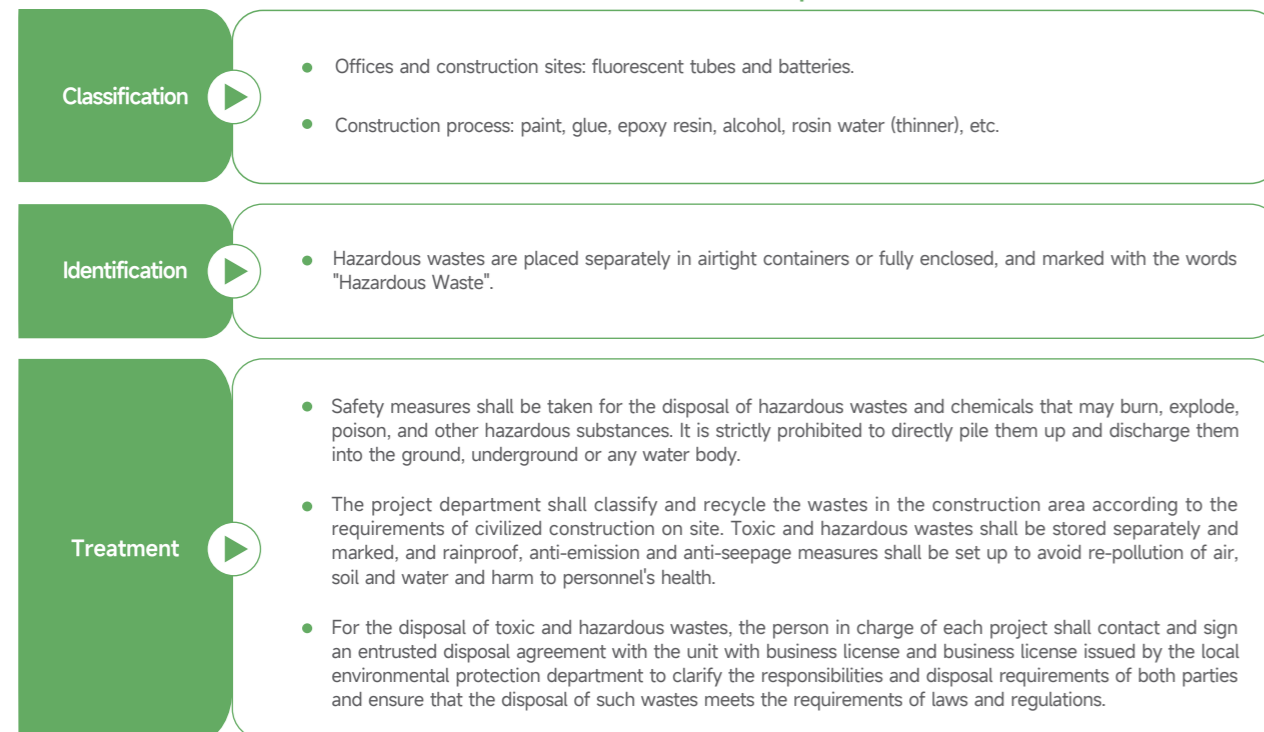 Classification
Offices and construction sites: fluorescent tubes and batteries.
Construction process: paint, glue, epoxy resin, alcohol, rosin water (thinner), etc.
Identification
Hazardous wastes are placed separately in airtight containers or fully enclosed, and marked with the words
"Hazardous Waste".
Treatment
Safety measures shall be taken for the disposal of hazardous wastes and chemicals that may burn, explode,
poison, and other hazardous substances. It is strictly prohibited to directly pile them up and discharge them
into the ground, underground or any water body.
The project department shall classify and recycle the wastes in the construction area according to the
requirements of civilized construction on site. Toxic and hazardous wastes shall be stored separately and
marked, and rainproof, anti-emission and anti-seepage measures shall be set up to avoid re-pollution of air,
soil and water and harm to personnel's health.
For the disposal of toxic and hazardous wastes, the person in charge of each project shall contact and sign
an entrusted disposal agreement with the unit with business license and business license issued by the local
environmental protection department to clarify the responsibilities and disposal requirements of both parties
and ensure that the disposal of such wastes meets the requirements of laws and regulations.